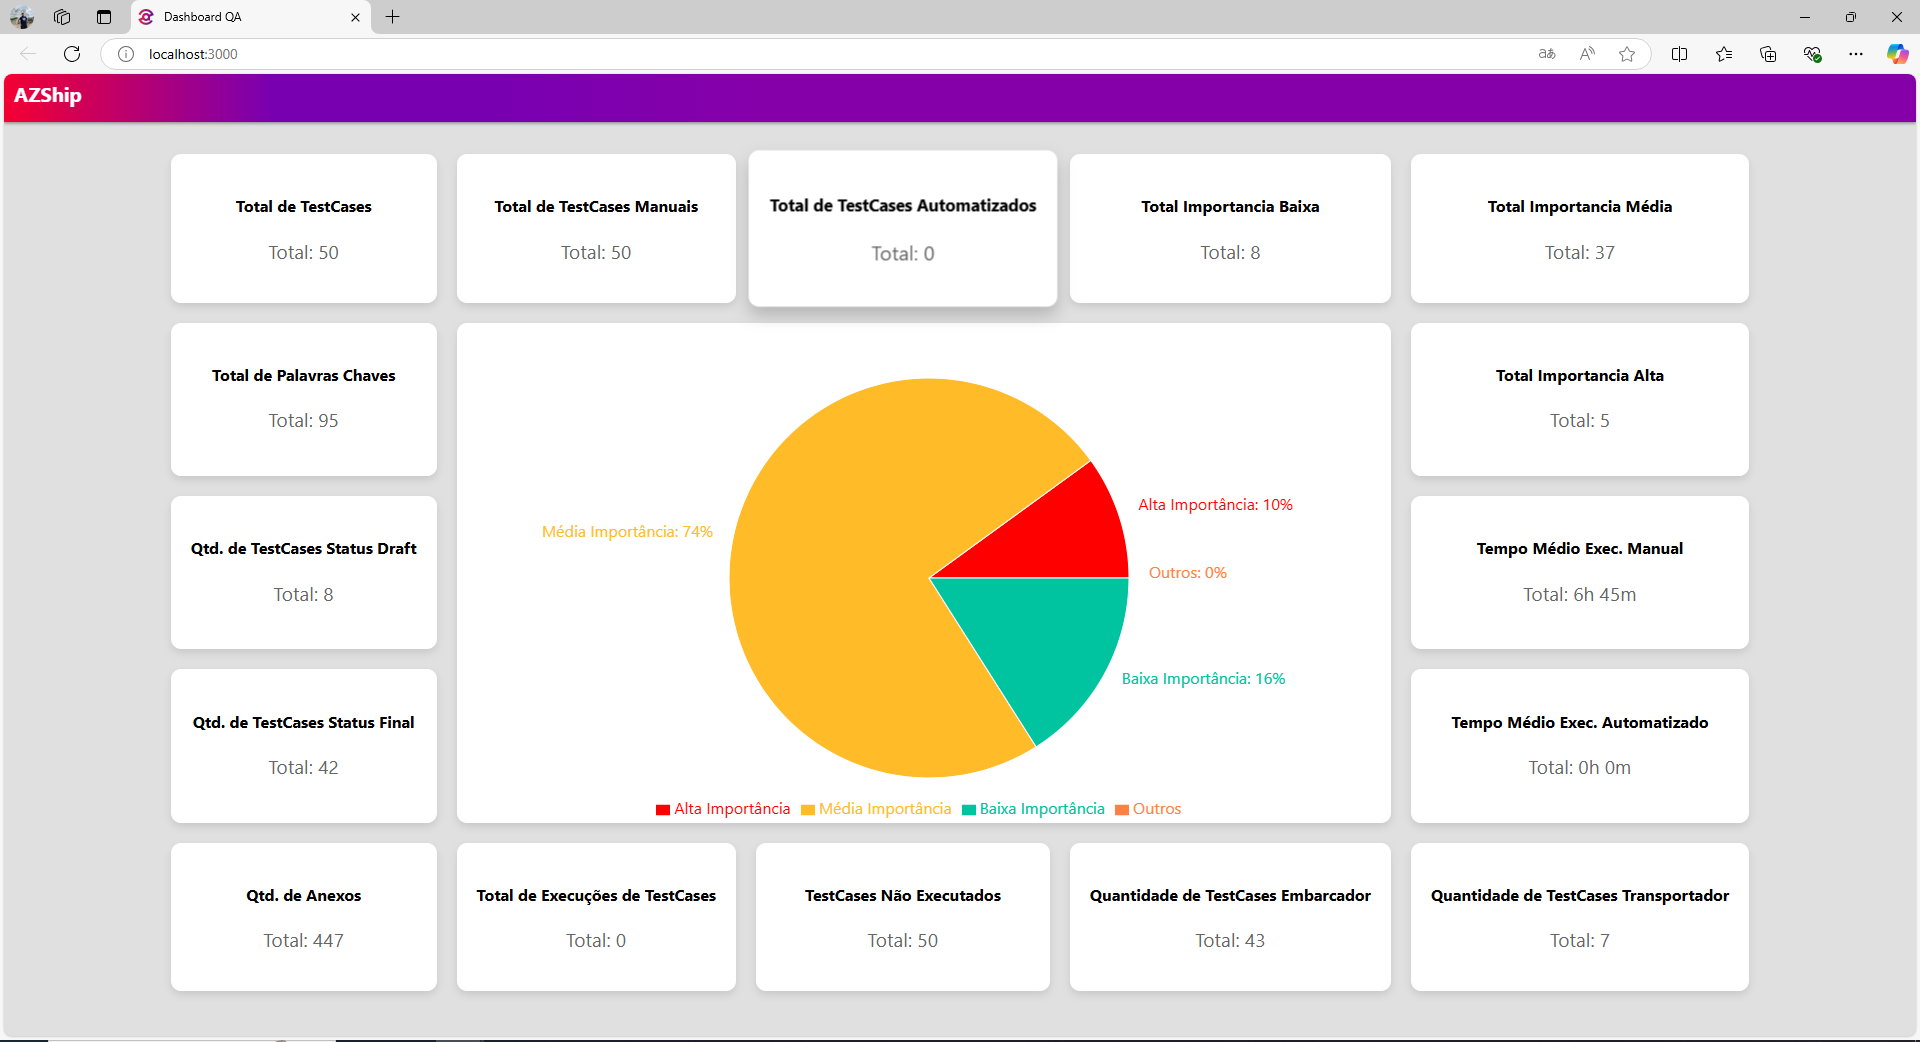 Dashboard QA
localhost:3000
AZShip
Total de TestCases
Total: 50
Total de TestCases Manuais
Total: 50
Total de TestCases Automatizados
Total: 0
Total Importancia Baixa
Total: 8
Total Importancia Média
Total: 37
Total de Palavras Chaves
Total: 95
Total Importancia Alta
Total: 5
Alta Importância: 10%
Média Importância: 74%
Outros: 0%
Baixa Importância: 16%
Alta Importância Média Importância Baixa Importância Outros
Qtd. de TestCases Status Draft
Total: 8
Tempo Médio Exec. Manual
Total: 6h 45m
Qtd. de TestCases Status Final
Total: 42
Tempo Médio Exec. Automatizado
Total: 0h 0m
Qtd. de Anexos
Total: 447
Total de Execuções de TestCases
Total: 0
TestCases Não Executados
Total: 50
Quantidade de TestCases Embarcador
Total: 43
Quantidade de TestCases Transportador
Total: 7